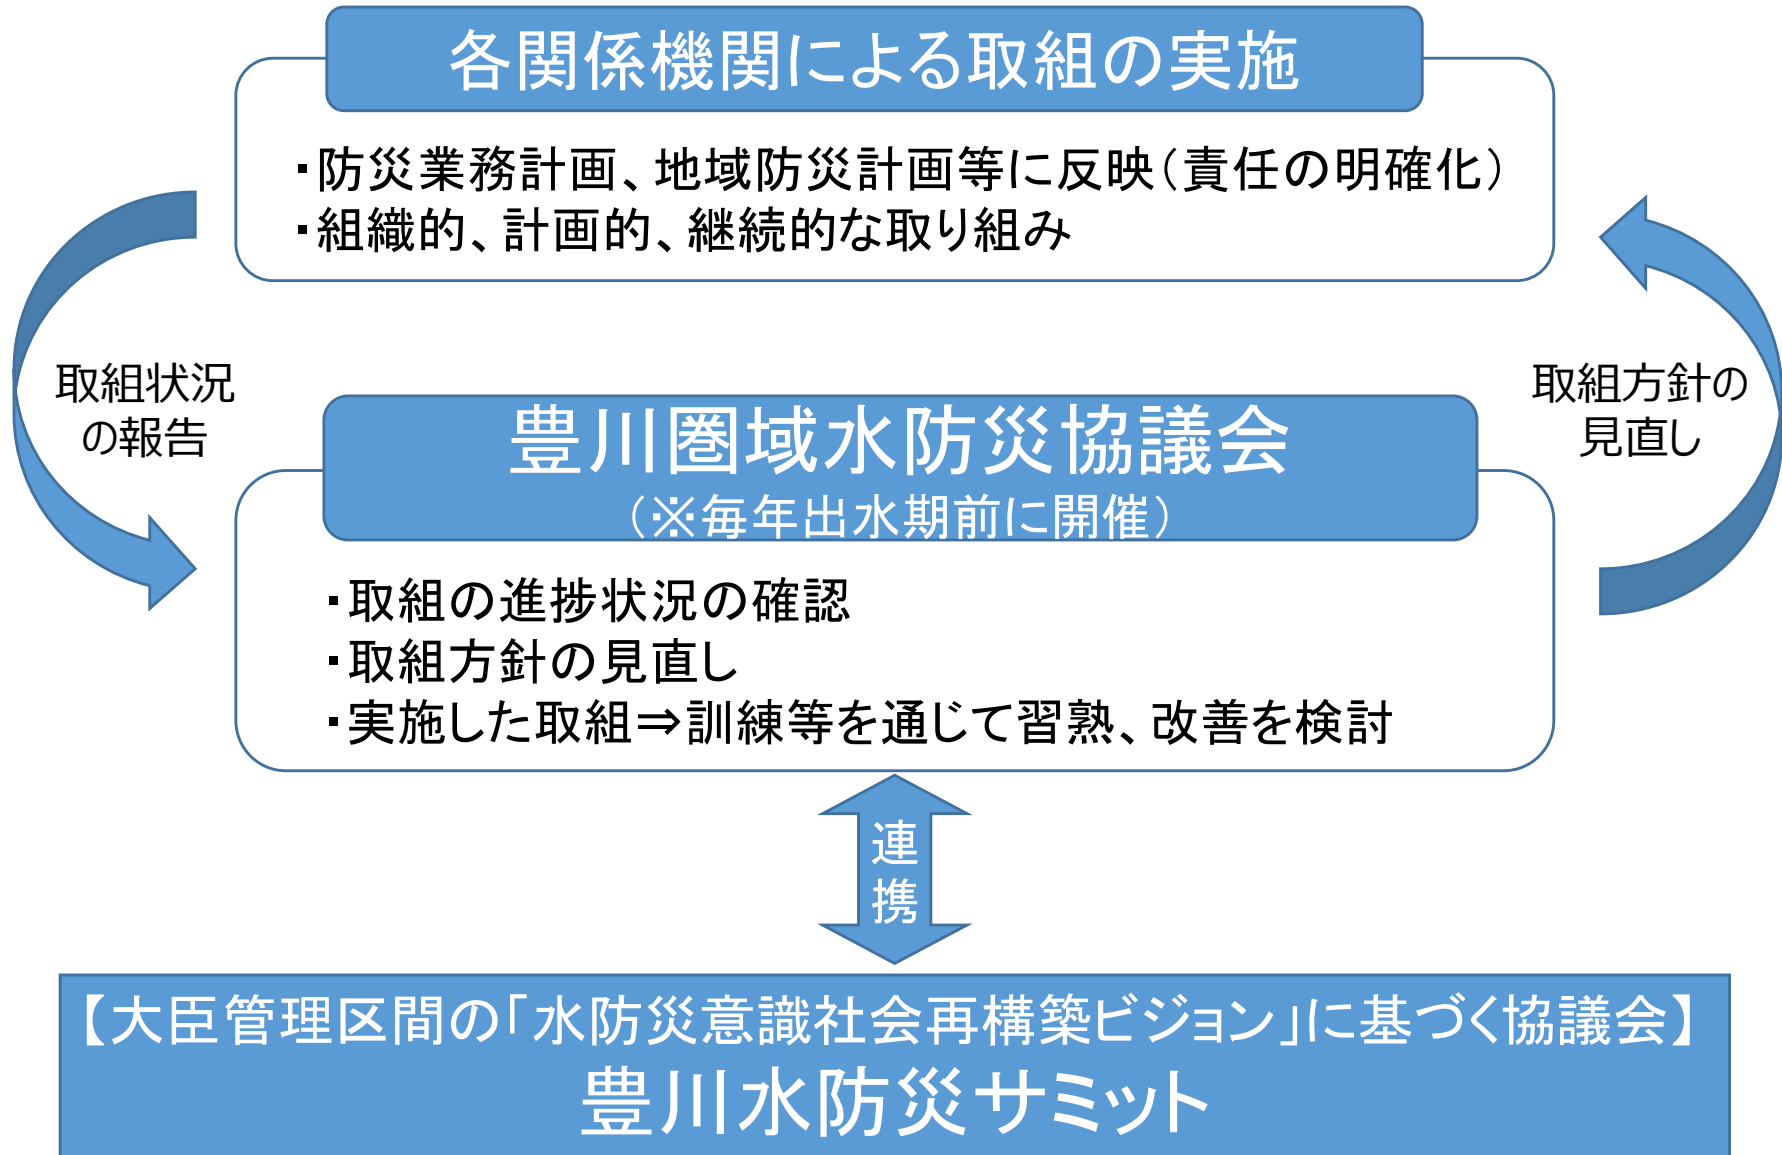 各関係機関による取組の実施
・防災業務計画、地域防災計画等に反映（責任の明確化）
・組織的、計画的、継続的な取り組み
取組状況
の報告
取組方針の
見直し
豊川圏域水防災協議会
（※毎年出水期前に開催）
・取組の進捗状況の確認
・取組方針の見直し
・実施した取組⇒訓練等を通じて習熟、改善を検討
連
携
【大臣管理区間の「水防災意識社会再構築ビジョン」に基づく協議会】
豊川水防災サミット